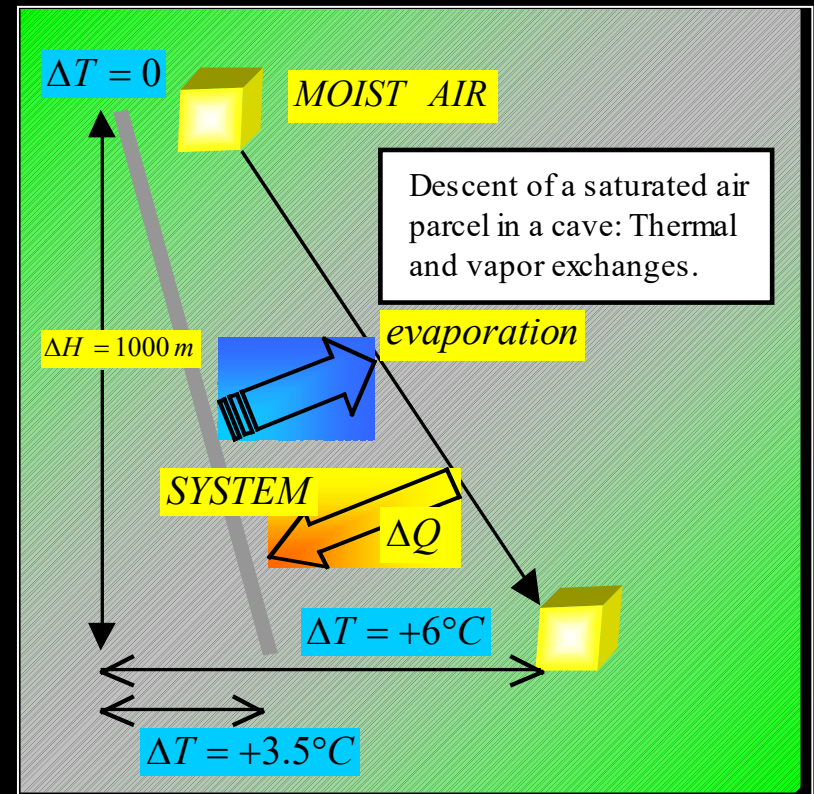 ΔT = 0
MOIST AIR
Descent of a saturated air
parcel in a cave: Thermal
and vapor exchanges.
evaporation
ΔH = 1000 m
SYSTEM
ΔQ
ΔT = +6°C
ΔT = +3.5°C